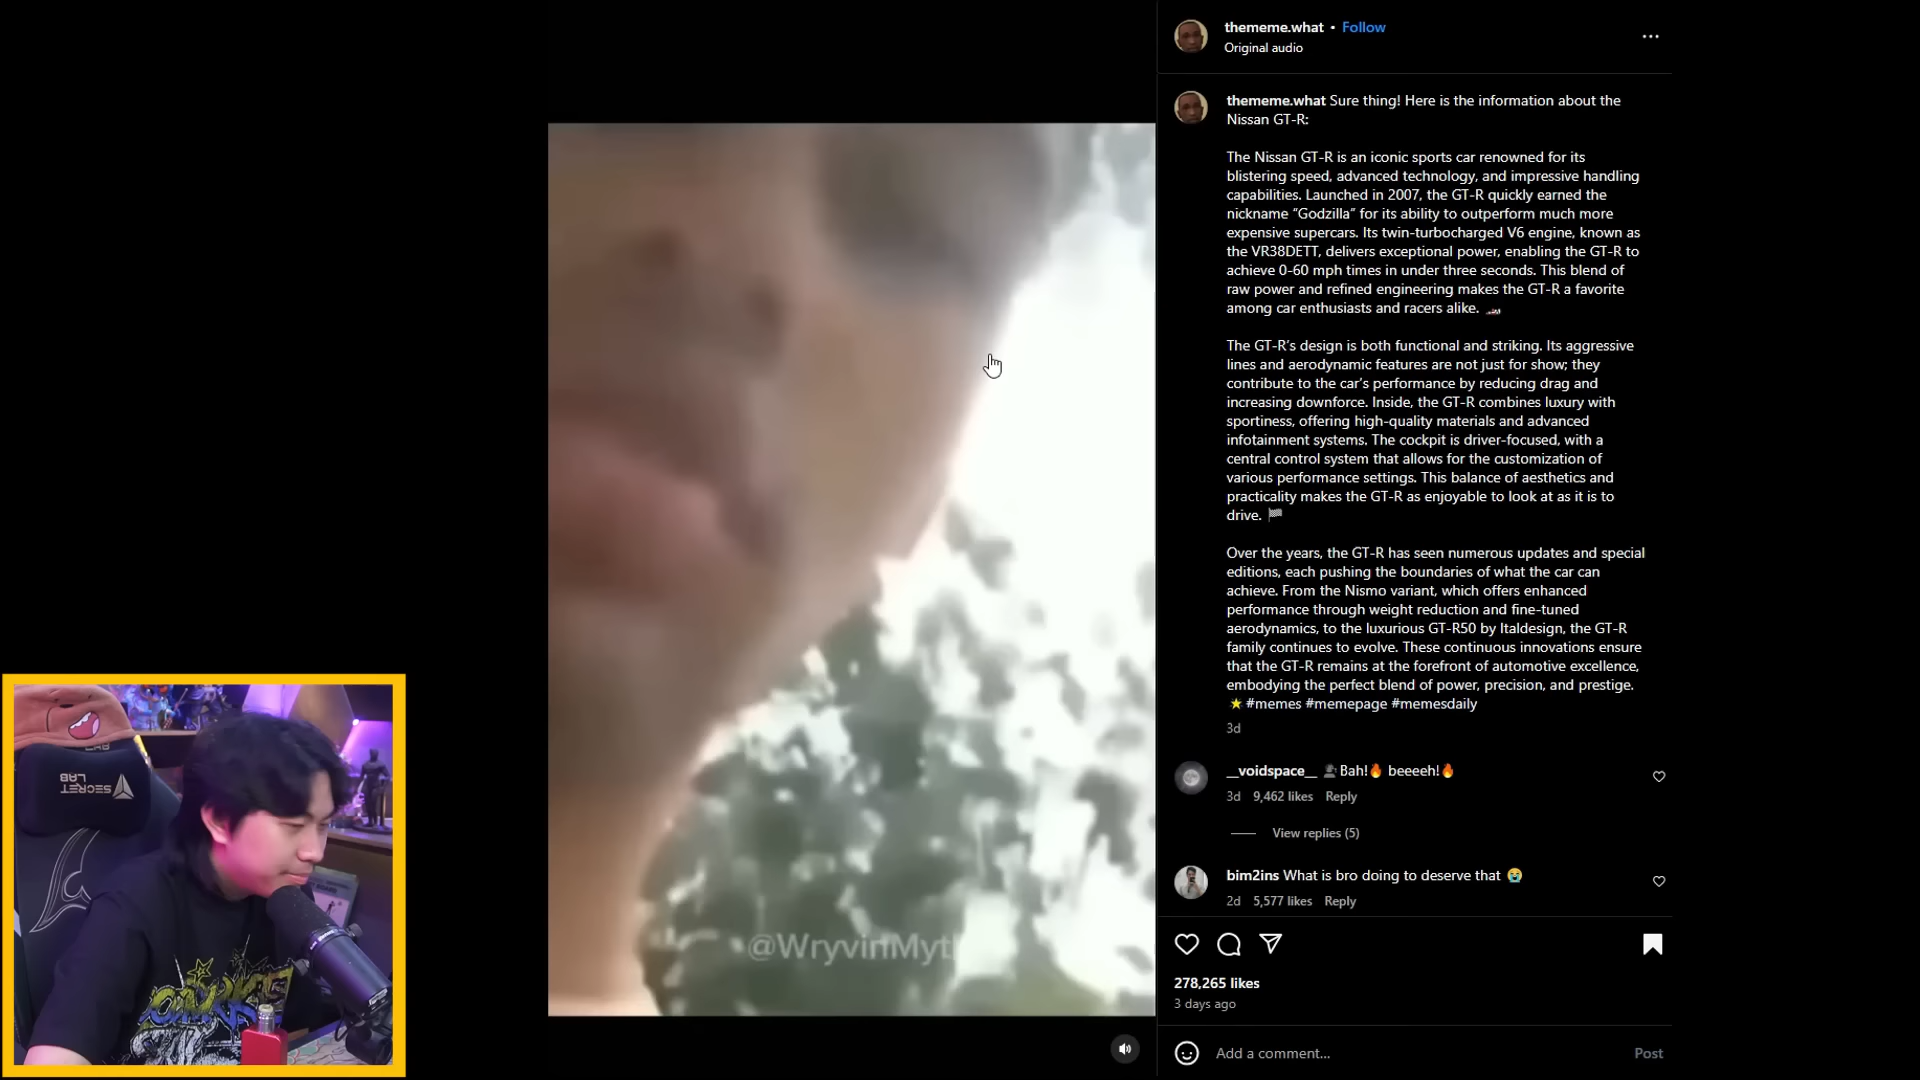 thememe.what • Follow
Original audio
thememe.what Sure thing! Here is the information about the
Nissan GT-R:
The Nissan GT-R is an iconic sports car renowned for its
blistering speed, advanced technology, and impressive handling
capabilities. Launched in 2007, the GT-R quickly earned the
nickname “Godzilla” for its ability to outperform much more
expensive supercars. Its twin-turbocharged V6 engine, known as
the VR38DETT, delivers exceptional power, enabling the GT-R to
achieve 0-60 mph times in under three seconds. This blend of
raw power and refined engineering makes the GT-R a favorite
among car enthusiasts and racers alike. 🏎️
The GT-R’s design is both functional and striking. Its aggressive
lines and aerodynamic features are not just for show; they
contribute to the car’s performance by reducing drag and
increasing downforce. Inside, the GT-R combines luxury with
sportiness, offering high-quality materials and advanced
infotainment systems. The cockpit is driver-focused, with a
central control system that allows for the customization of
various performance settings. This balance of aesthetics and
practicality makes the GT-R as enjoyable to look at as it is to
drive. 🏁
Over the years, the GT-R has seen numerous updates and special
editions, each pushing the boundaries of what the car can
achieve. From the Nismo variant, which offers enhanced
performance through weight reduction and fine-tuned
aerodynamics, to the luxurious GT-R50 by Italdesign, the GT-R
family continues to evolve. These continuous innovations ensure
that the GT-R remains at the forefront of automotive excellence,
embodying the perfect blend of power, precision, and prestige.
⭐ #memes #memepage #memesdaily
3d
__voidspace__ 🗣️Bah!🔥 beeeeh!🔥
3d 9,462 likes Reply
View replies (5)
bim2ins What is bro doing to deserve that 😭
2d 5,577 likes Reply
278,265 likes
3 days ago
Add a comment... Post
@WryvinMyt
SECRET
LAB